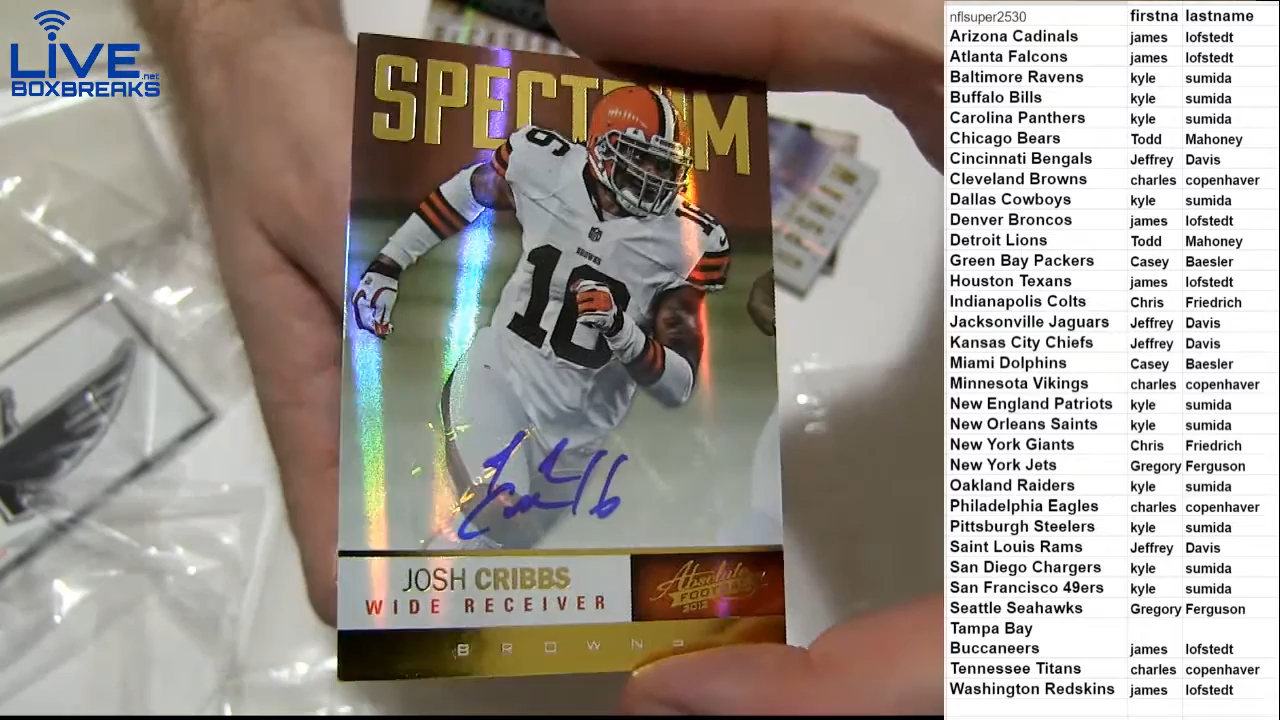 LIVE
.net
BOXBREAKS
SPECTRUM
16
16
BROWNS
16
UPSHAW
16
JOSH CRIBBS
WIDE RECEIVER
Absolute
FOOTBALL
2012
BROWNS
nflsuper2530 firstna lastname
Arizona Cadinals james lofstedt
Atlanta Falcons james lofstedt
Baltimore Ravens kyle sumida
Buffalo Bills kyle sumida
Carolina Panthers kyle sumida
Chicago Bears Todd Mahoney
Cincinnati Bengals Jeffrey Davis
Cleveland Browns charles copenhaver
Dallas Cowboys kyle sumida
Denver Broncos james lofstedt
Detroit Lions Todd Mahoney
Green Bay Packers Casey Baesler
Houston Texans james lofstedt
Indianapolis Colts Chris Friedrich
Jacksonville Jaguars Jeffrey Davis
Kansas City Chiefs Jeffrey Davis
Miami Dolphins Casey Baesler
Minnesota Vikings charles copenhaver
New England Patriots kyle sumida
New Orleans Saints kyle sumida
New York Giants Chris Friedrich
New York Jets Gregory Ferguson
Oakland Raiders kyle sumida
Philadelphia Eagles charles copenhaver
Pittsburgh Steelers kyle sumida
Saint Louis Rams Jeffrey Davis
San Diego Chargers kyle sumida
San Francisco 49ers kyle sumida
Seattle Seahawks Gregory Ferguson
Tampa Bay
Buccaneers james lofstedt
Tennessee Titans charles copenhaver
Washington Redskins james lofstedt